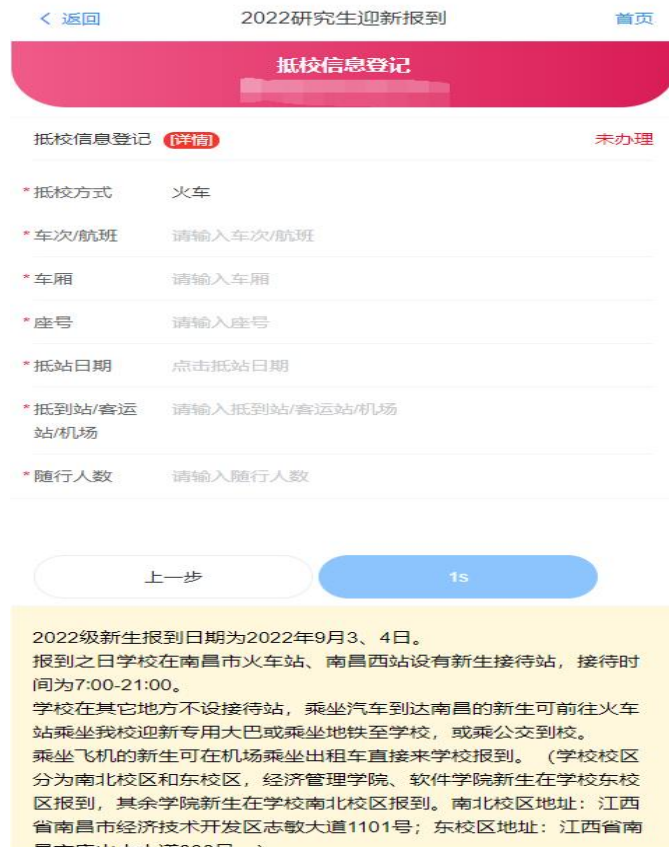 < 返回 2022研究生迎新报到 首页
抵校信息登记
抵校信息登记 [详情] 未办理
*抵校方式 火车
*车次/航班 请输入车次/航班
*车厢 请输入车厢
*座号 请输入座号
*抵站日期 点击抵站日期
*抵到站/客运 请输入抵到站/客运站/机场
站/机场
*随行人数 请输入随行人数
上一步 1s
2022级新生报到日期为2022年9月3、4日。
报到之日学校在南昌市火车站、南昌西站设有新生接待站，接待时
间为7:00-21:00。
学校在其它地方不设接待站，乘坐汽车到达南昌的新生可前往火车
站乘坐我校迎新专用大巴或乘坐地铁至学校，或乘公交到校。
乘坐飞机的新生可在机场乘坐出租车直接来学校报到。（学校校区
分为南北校区和东校区，经济管理学院、软件学院新生在学校东校
区报到，其余学院新生在学校南北校区报到。南北校区地址：江西
省南昌市经济技术开发区志敏大道1101号；东校区地址：江西省南